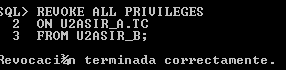 SQL> REVOKE ALL PRIVILEGES
  2  ON U2ASIR_A.TC
  3  FROM U2ASIR_B;
Revocaci¾n terminada correctamente.